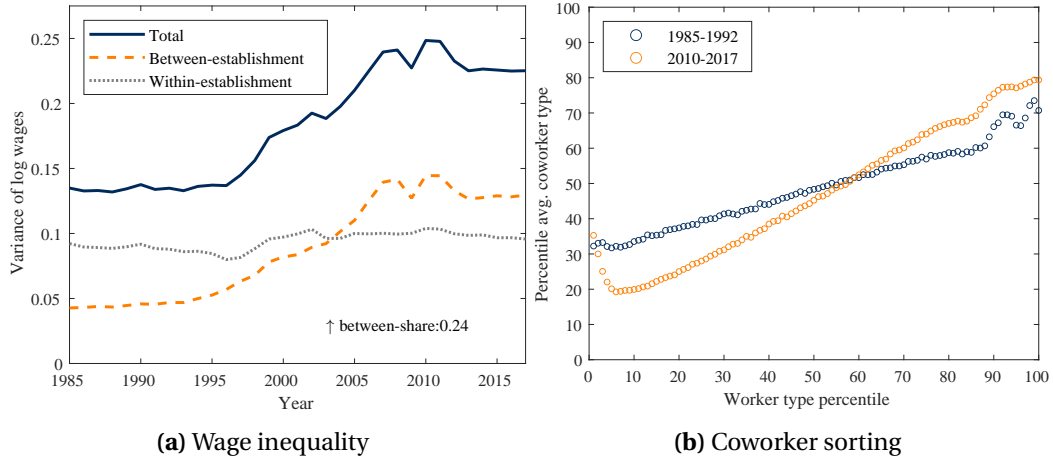 0.25
0.2
0.15
0.1
0.05
0
Variance of log wages
Total
Between-establishment
Within-establishment
↑ between-share:0.24
1985 1990 1995 2000 2005 2010 2015
Year
(a) Wage inequality
100
90
80
70
60
50
40
30
20
10
0
Percentile avg. coworker type
1985-1992
2010-2017
0 10 20 30 40 50 60 70 80 90 100
Worker type percentile
(b) Coworker sorting